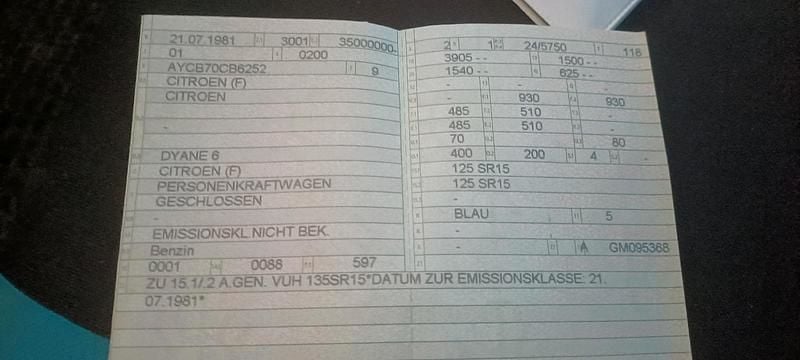 21.07.1981 3001 35000000-
01 0200
AYCB70CB6252 9
CITROEN (F)
CITROEN
-
DYANE 6
CITROEN (F)
PERSONENKRAFTWAGEN
GESCHLOSSEN
-
EMISSIONSKL.NICHT BEK.
Benzin
0001 0088 597
2 1 24/5750 118
3905 - - 1500 - -
1540 - - 625 - -
- - -
- 930 930
485 510 -
485 510 -
70 - 80
400 200 4 -
125 SR15
125 SR15
-
BLAU 5
-
- A GM095368
ZU 15.1/.2 A.GEN. VUH 135SR15*DATUM ZUR EMISSIONSKLASSE: 21.
07.1981*